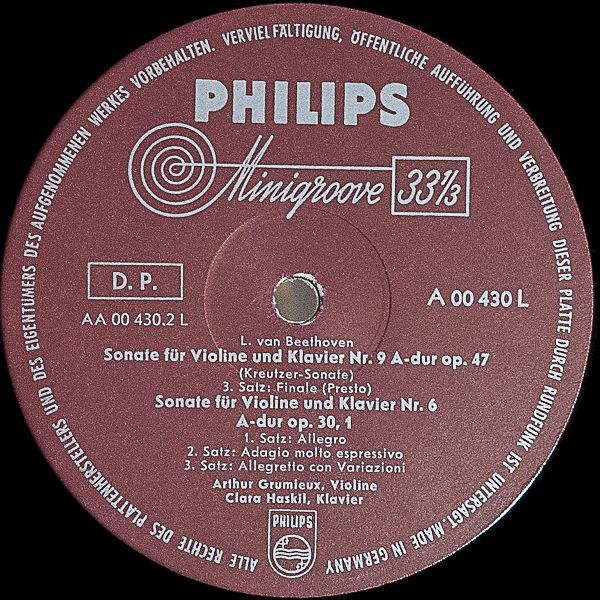 ALLE RECHTE DES PLATTENHERSTELLERS UND DES EIGENTÜMERS DES AUFGENOMMENEN WERKES VORBEHALTEN. VERVIELFÄLTIGUNG, ÖFFENTLICHE AUFFÜHRUNG UND VERBREITUNG DIESER PLATTE DURCH RUNDFUNK IST UNTERSAGT. MADE IN GERMANY
PHILIPS
Minigroove 33⅓
D. P.
AA 00 430.2 L
A 00 430 L
L. van Beethoven
Sonate für Violine und Klavier Nr. 9 A-dur op. 47
(Kreutzer-Sonate)
3. Satz: Finale (Presto)
Sonate für Violine und Klavier Nr. 6
A-dur op. 30, 1
1. Satz: Allegro
2. Satz: Adagio molto espressivo
3. Satz: Allegretto con Variazioni
Arthur Grumieux, Violine
Clara Haskil, Klavier
PHILIPS